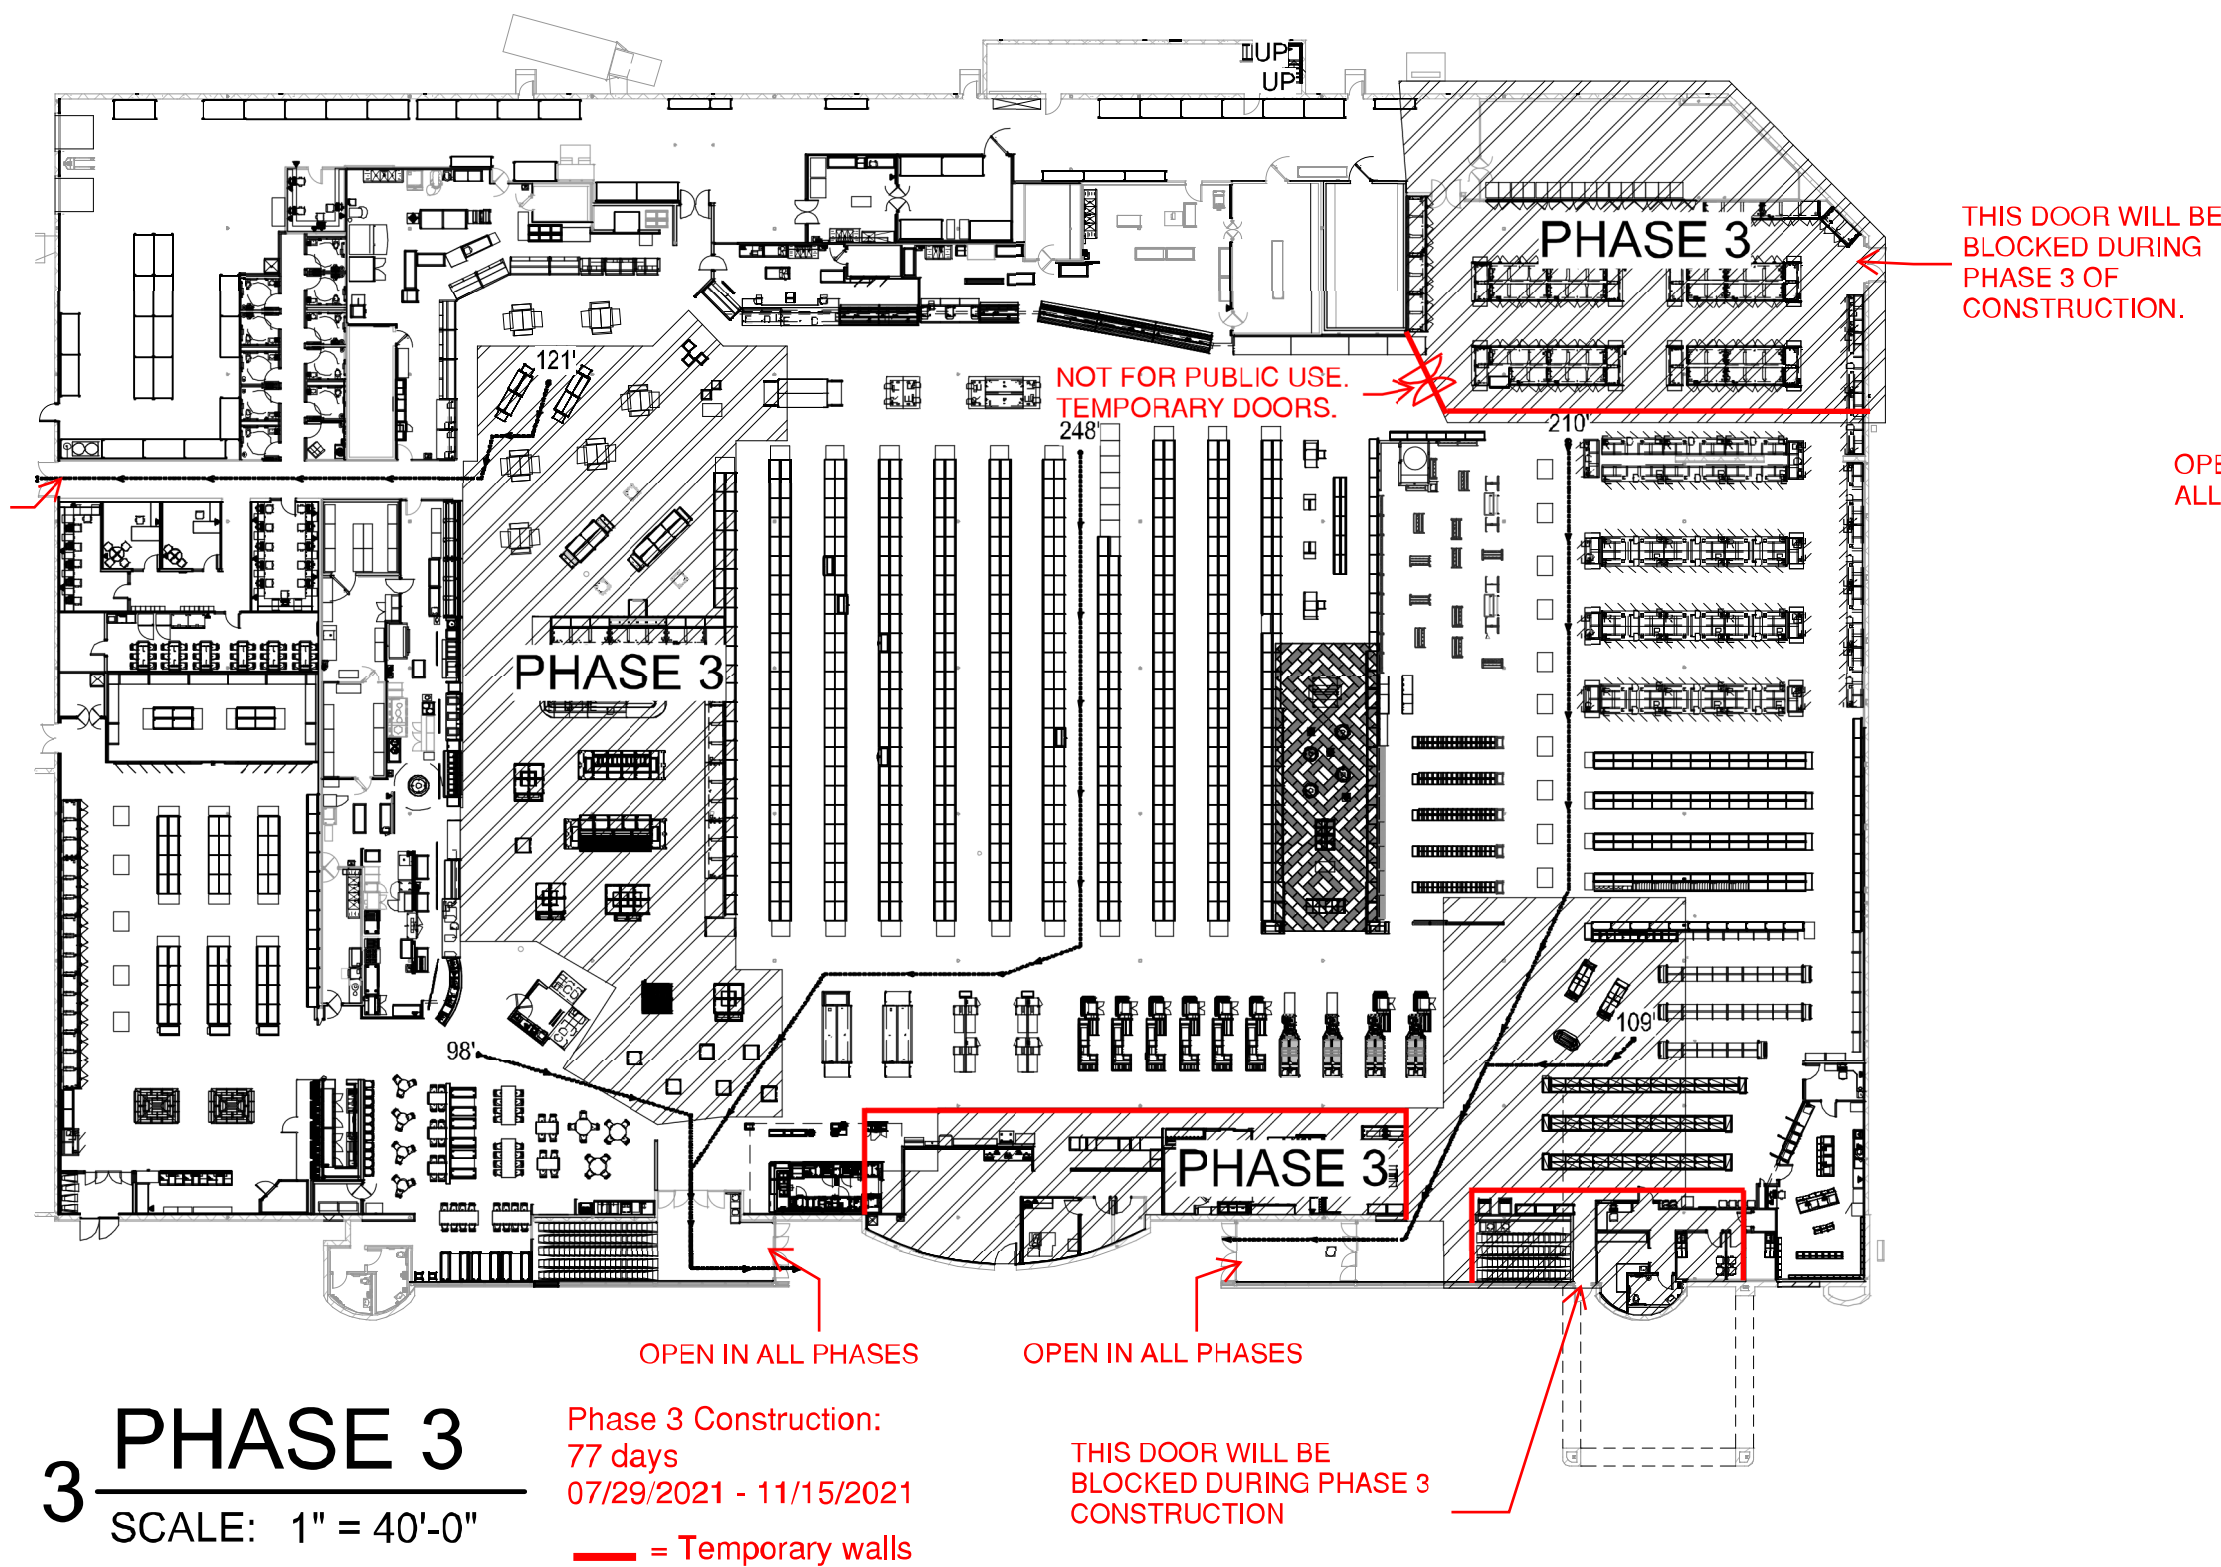 UP
UP
PHASE 3
THIS DOOR WILL BE
BLOCKED DURING
PHASE 3 OF
CONSTRUCTION.
121'
NOT FOR PUBLIC USE.
TEMPORARY DOORS.
248'
210'
OPE
ALL
PHASE 3
109'
98'
PHASE 3
OPEN IN ALL PHASES
OPEN IN ALL PHASES
3
PHASE 3
SCALE: 1" = 40'-0"
Phase 3 Construction:
77 days
07/29/2021 - 11/15/2021
= Temporary walls
THIS DOOR WILL BE
BLOCKED DURING PHASE 3
CONSTRUCTION